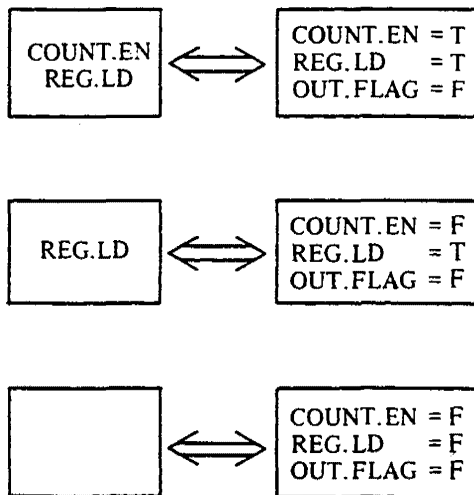 COUNT.EN
REG.LD
COUNT.EN = T
REG.LD = T
OUT.FLAG = F
REG.LD
COUNT.EN = F
REG.LD = T
OUT.FLAG = F
COUNT.EN = F
REG.LD = F
OUT.FLAG = F